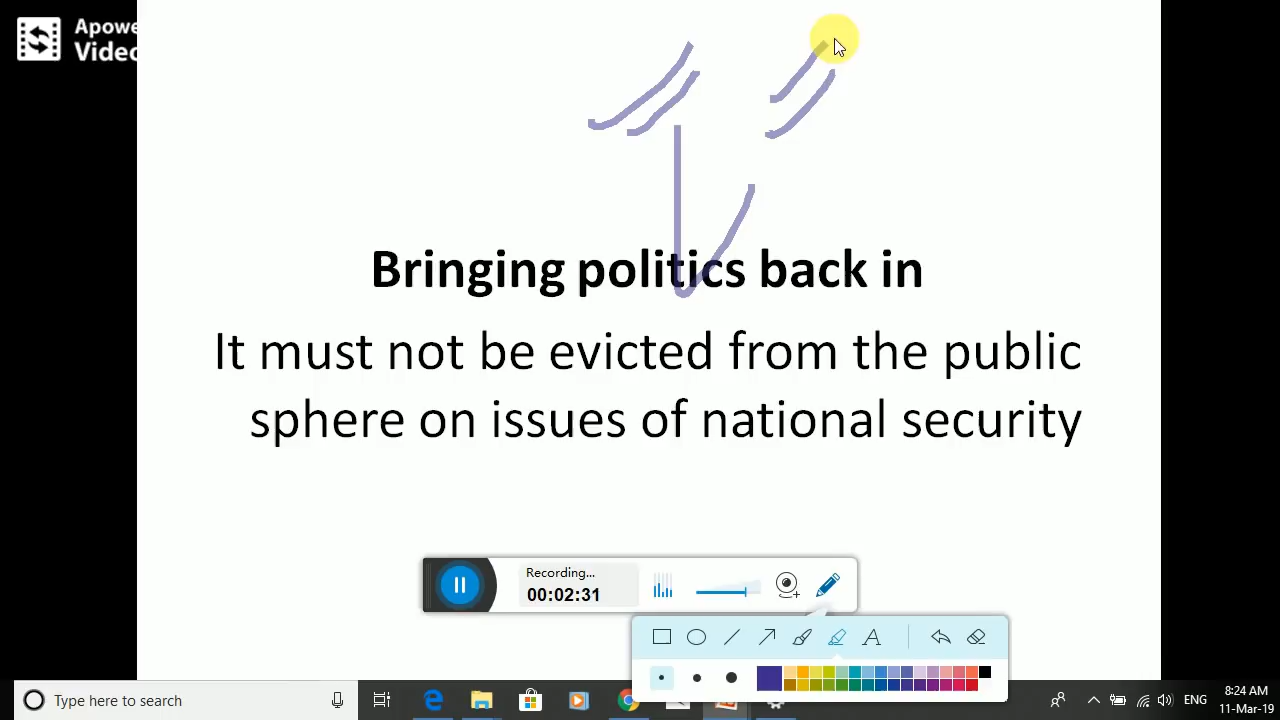 Apowe
Video
Bringing politics back in
It must not be evicted from the public
sphere on issues of national security
Recording...
00:02:31
A
Type here to search
ENG
8:24 AM
11-Mar-19